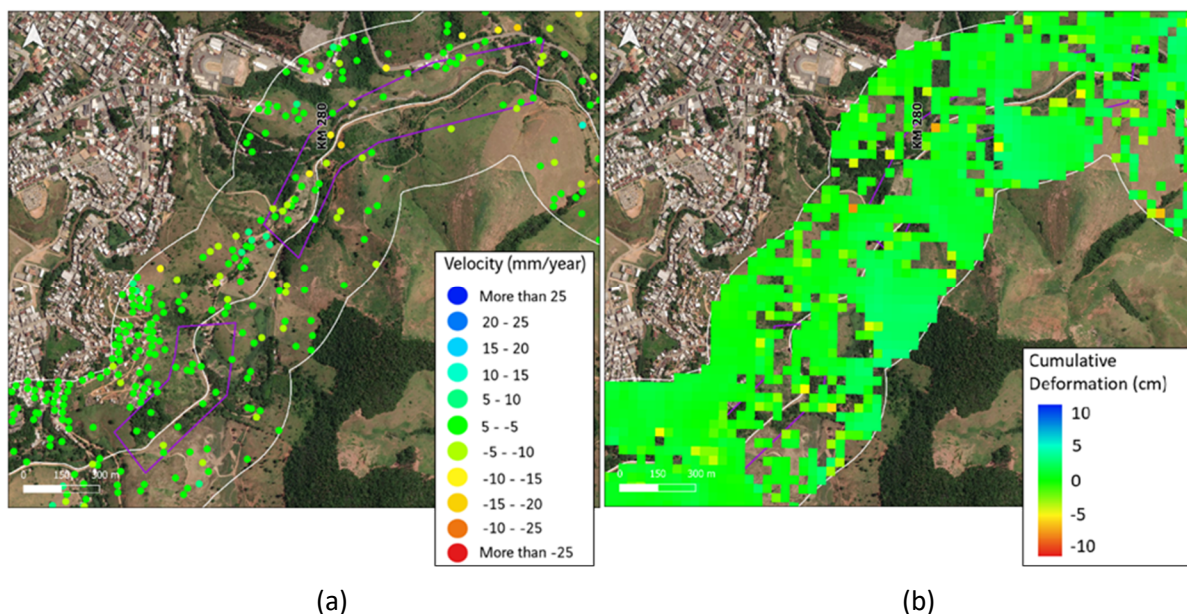 KM 280
Velocity (mm/year)
More than 25
20 - 25
15 - 20
10 - 15
5 - 10
5 - -5
-5 - -10
-10 - -15
-15 - -20
-10 - -25
More than -25
0 150 300 m
(a)
KM 280
Cumulative
Deformation (cm)
10
5
0
-5
-10
0 150 300 m
(b)